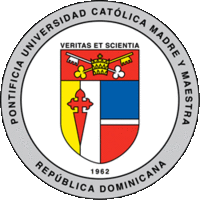 PONTIFICIA UNIVERSIDAD CATÓLICA MADRE Y MAESTRA
VERITAS ET SCIENTIA
1962
REPÚBLICA DOMINICANA